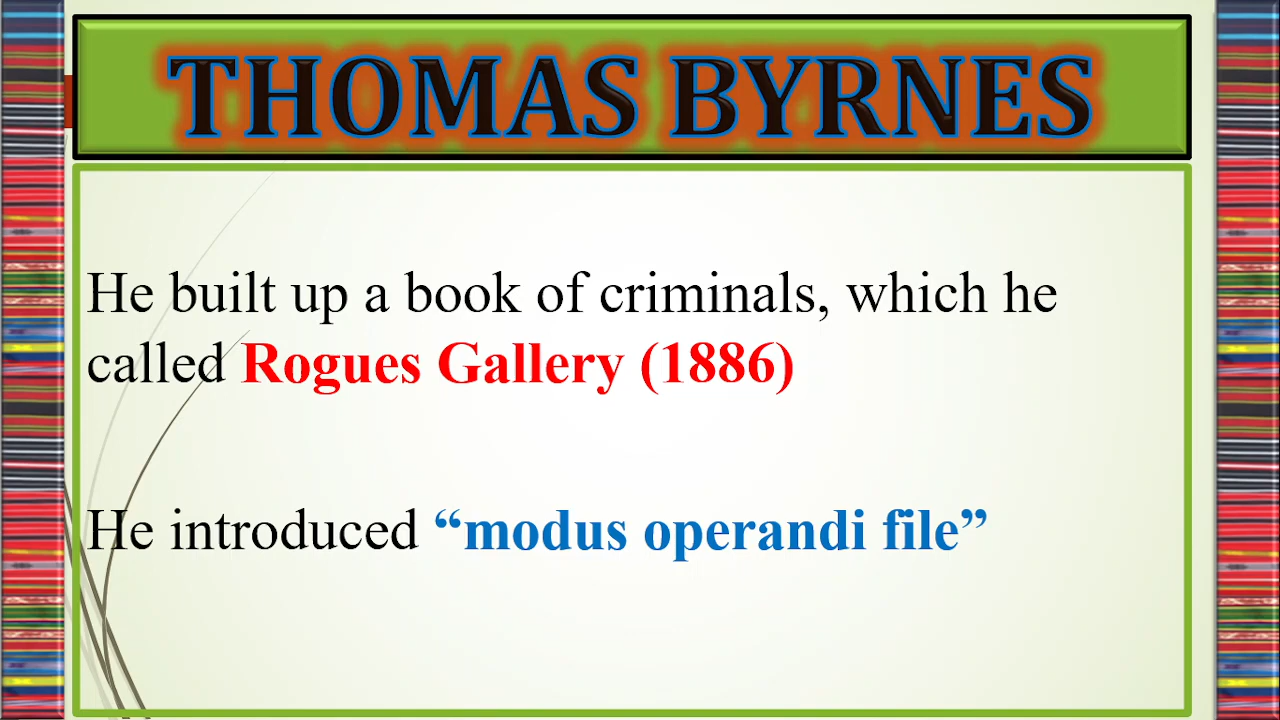 THOMAS BYRNES
He built up a book of criminals, which he
called Rogues Gallery (1886)
He introduced “modus operandi file”